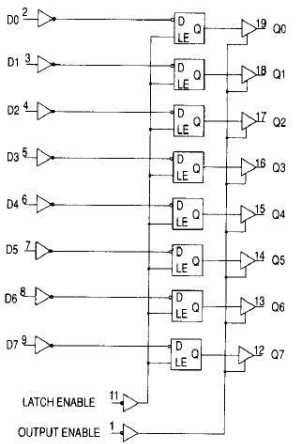 D0 2 D Q LE 19 Q0
D1 3 D Q LE 18 Q1
D2 4 D Q LE 17 Q2
D3 5 D Q LE 16 Q3
D4 6 D Q LE 15 Q4
D5 7 D Q LE 14 Q5
D6 8 D Q LE 13 Q6
D7 9 D Q LE 12 Q7
LATCH ENABLE 11
OUTPUT ENABLE 1